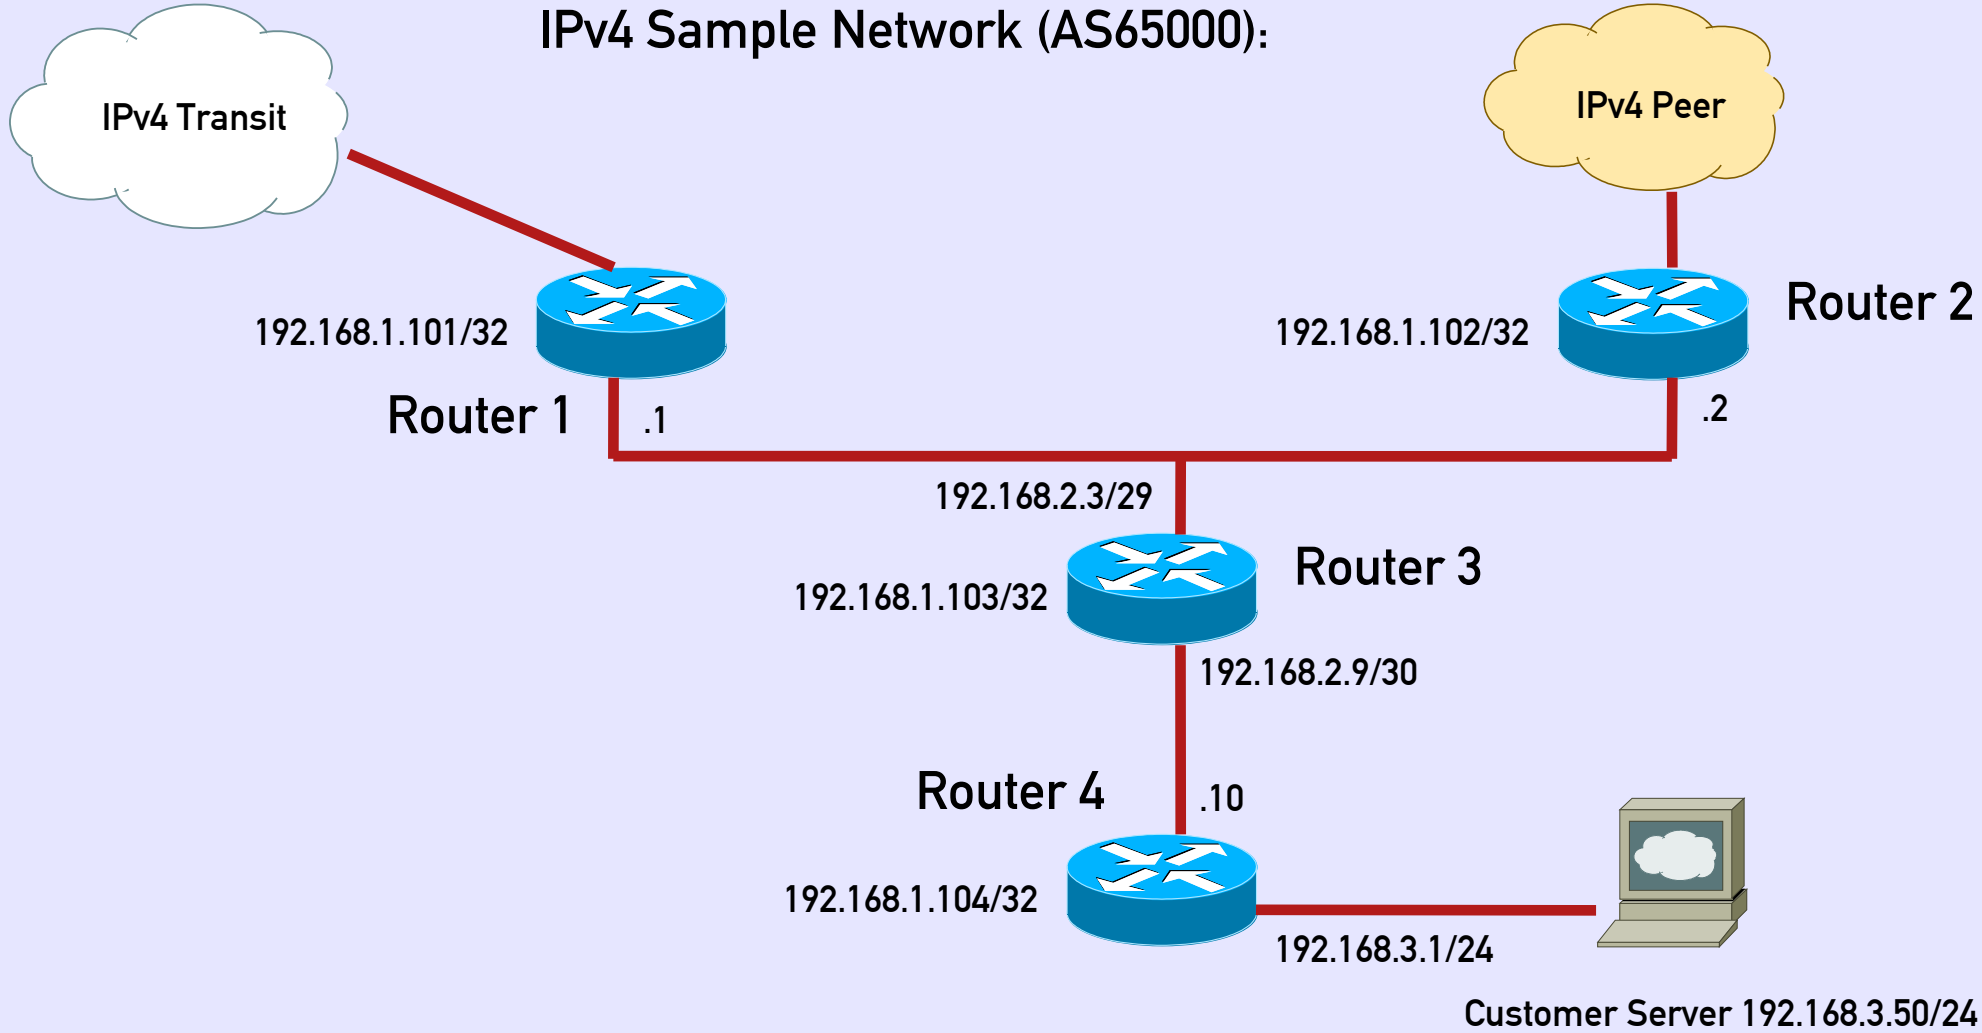 IPv4 Sample Network (AS65000):
IPv4 Transit
IPv4 Peer
Router 2
192.168.1.101/32
192.168.1.102/32
Router 1
.1
.2
192.168.2.3/29
Router 3
192.168.1.103/32
192.168.2.9/30
Router 4
.10
192.168.1.104/32
192.168.3.1/24
Customer Server 192.168.3.50/24